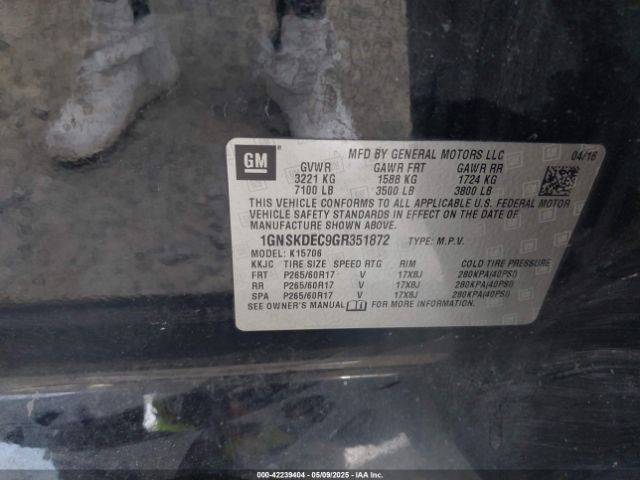 GM
MFD BY GENERAL MOTORS LLC 04/16
GVWR GAWR FRT GAWR RR
3221 KG 1588 KG 1724 KG
7100 LB 3500 LB 3800 LB
THIS VEHICLE CONFORMS TO ALL APPLICABLE U.S. FEDERAL MOTOR
VEHICLE SAFETY STANDARDS IN EFFECT ON THE DATE OF
MANUFACTURE SHOWN ABOVE.
1GNSKDEC9GR351872 TYPE: M.P.V.
MODEL: K15706
KKJC TIRE SIZE SPEED RTG RIM COLD TIRE PRESSURE
FRT P265/60R17 V 17X8J 280KPA(40PSI)
RR P265/60R17 V 17X8J 280KPA(40PSI)
SPA P265/60R17 V 17X8J 280KPA(40PSI)
SEE OWNER'S MANUAL FOR MORE INFORMATION.
000-42239404 - 05/09/2025 - IAAI.COM